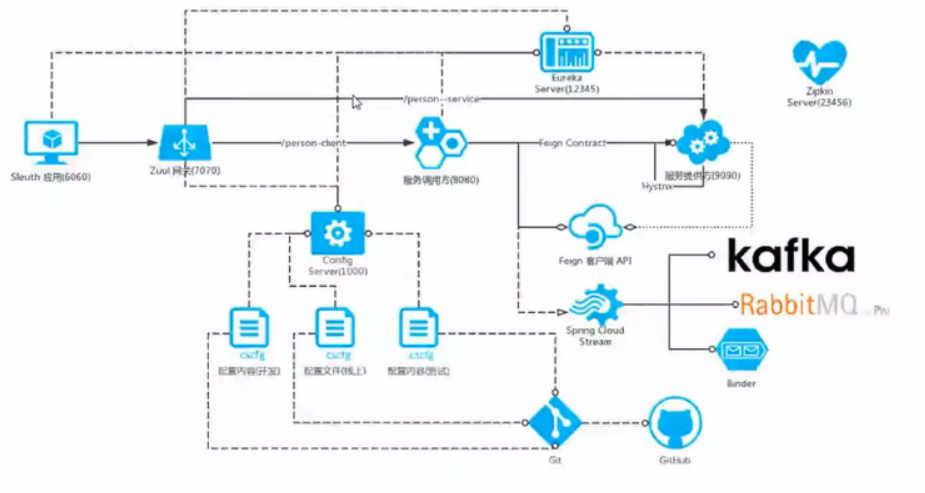 Eureka
Server(12345)
Zipkin
Server(23456)
/person--service
/person-client
Feign Contract
Sleuth 应用(6060)
Zuul 网关(7070)
服务调用方(8080)
服务提供方(9090)
Hystrix
Config
Server(1000)
Feign 客户端 API
kafka
RabbitMQ
Spring Cloud
Stream
Binder
.cscfg
.cscfg
.cscfg
配置内容(开发)
配置文件(线上)
配置内容(测试)
Git
GitHub